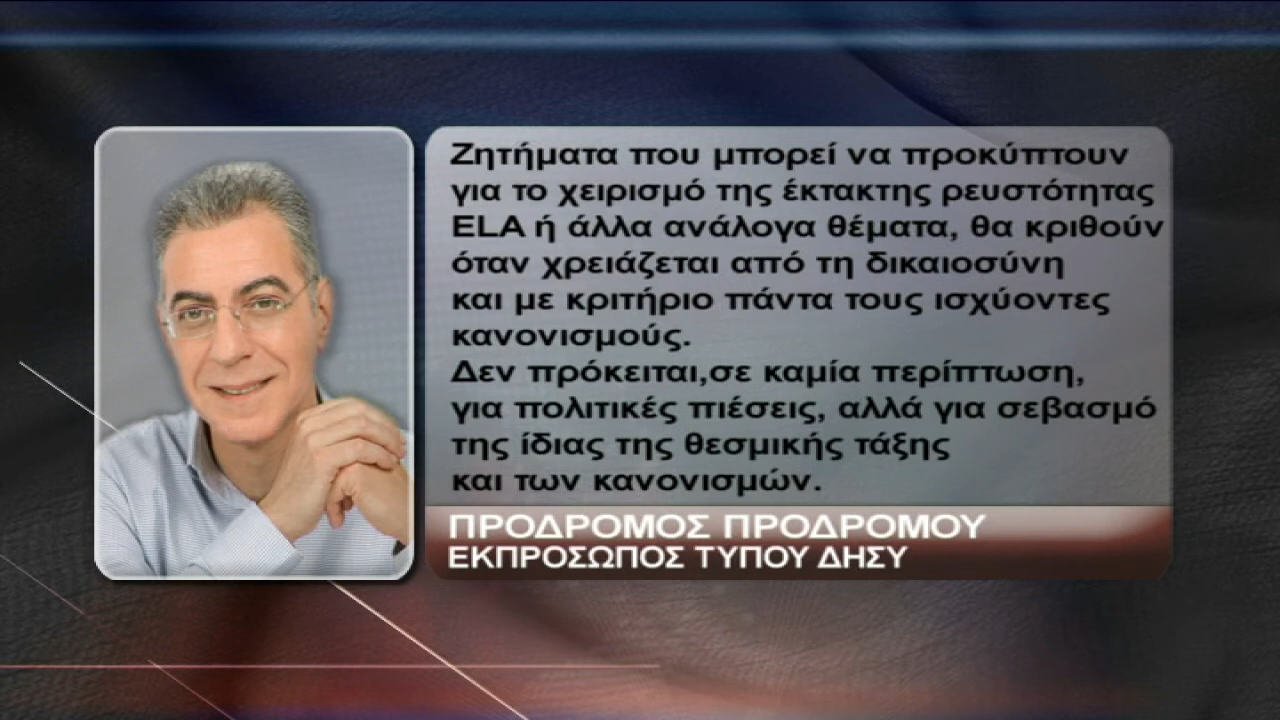 Ζητήματα που μπορεί να προκύπτουν
για το χειρισμό της έκτακτης ρευστότητας
ELA ή άλλα ανάλογα θέματα, θα κριθούν
όταν χρειάζεται από τη δικαιοσύνη
και με κριτήριο πάντα τους ισχύοντες
κανονισμούς.
Δεν πρόκειται,σε καμία περίπτωση,
για πολιτικές πιέσεις, αλλά για σεβασμό
της ίδιας της θεσμικής τάξης
και των κανονισμών.
ΠΡΟΔΡΟΜΟΣ ΠΡΟΔΡΟΜΟΥ
ΕΚΠΡΟΣΩΠΟΣ ΤΥΠΟΥ ΔΗΣΥ